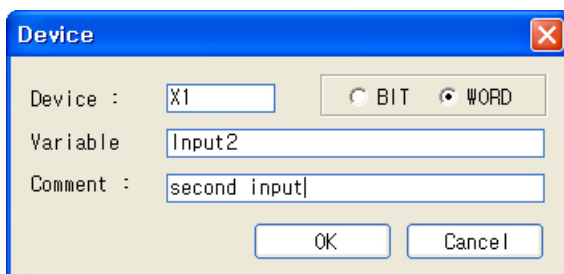 Device
Device : X1 BIT WORD
Variable Input2
Comment : second input
OK Cancel